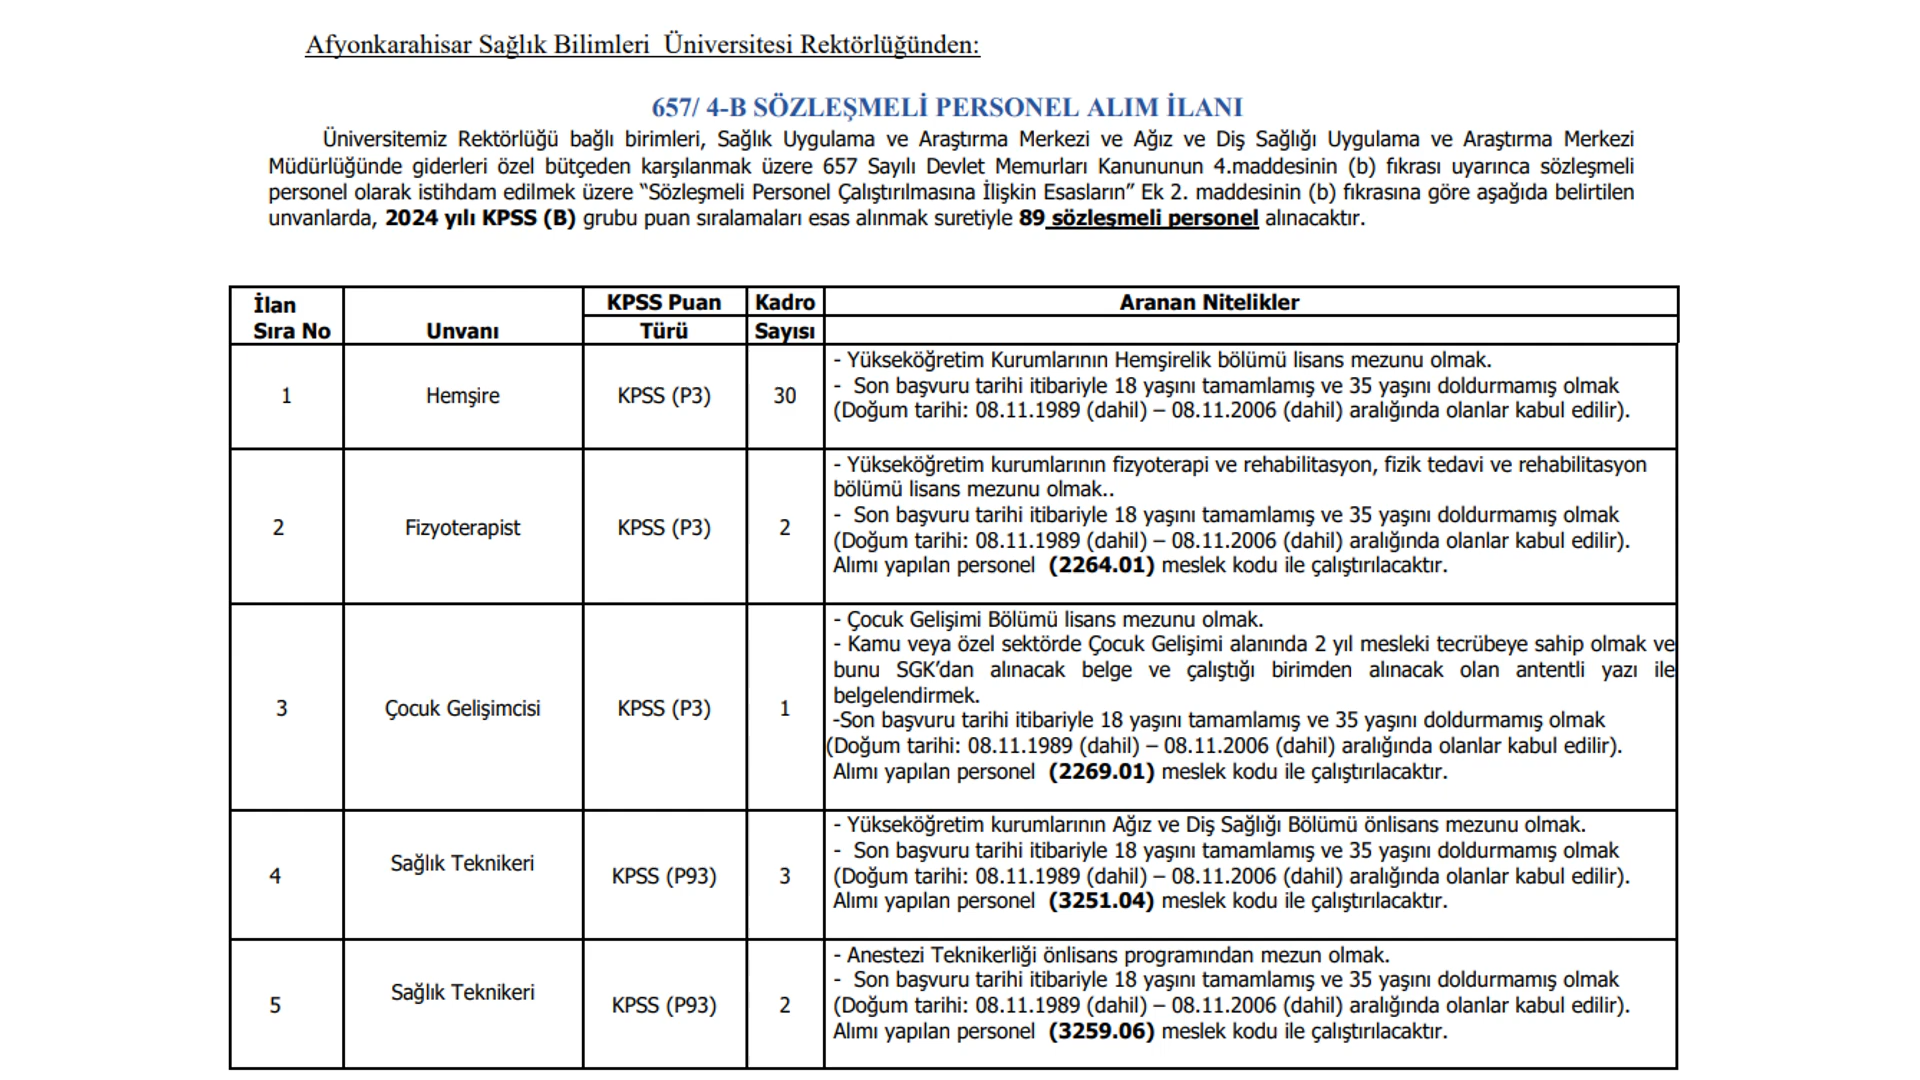 Afyonkarahisar Sağlık Bilimleri Üniversitesi Rektörlüğünden:
657/ 4-B SÖZLEŞMELİ PERSONEL ALIM İLANI
Üniversitemiz Rektörlüğü bağlı birimleri, Sağlık Uygulama ve Araştırma Merkezi ve Ağız ve Diş Sağlığı Uygulama ve Araştırma Merkezi
Müdürlüğünde giderleri özel bütçeden karşılanmak üzere 657 Sayılı Devlet Memurları Kanununun 4.maddesinin (b) fıkrası uyarınca sözleşmeli
personel olarak istihdam edilmek üzere “Sözleşmeli Personel Çalıştırılmasına İlişkin Esasların” Ek 2. maddesinin (b) fıkrasına göre aşağıda belirtilen
unvanlarda, 2024 yılı KPSS (B) grubu puan sıralamaları esas alınmak suretiyle 89 sözleşmeli personel alınacaktır.
İlan
Sıra No
Unvanı
KPSS Puan
Türü
Kadro
Sayısı
Aranan Nitelikler
1
Hemşire
KPSS (P3)
30
- Yükseköğretim Kurumlarının Hemşirelik bölümü lisans mezunu olmak.
- Son başvuru tarihi itibariyle 18 yaşını tamamlamış ve 35 yaşını doldurmamış olmak
(Doğum tarihi: 08.11.1989 (dahil) – 08.11.2006 (dahil) aralığında olanlar kabul edilir).
2
Fizyoterapist
KPSS (P3)
2
- Yükseköğretim kurumlarının fizyoterapi ve rehabilitasyon, fizik tedavi ve rehabilitasyon
bölümü lisans mezunu olmak..
- Son başvuru tarihi itibariyle 18 yaşını tamamlamış ve 35 yaşını doldurmamış olmak
(Doğum tarihi: 08.11.1989 (dahil) – 08.11.2006 (dahil) aralığında olanlar kabul edilir).
Alımı yapılan personel (2264.01) meslek kodu ile çalıştırılacaktır.
3
Çocuk Gelişimcisi
KPSS (P3)
1
- Çocuk Gelişimi Bölümü lisans mezunu olmak.
- Kamu veya özel sektörde Çocuk Gelişimi alanında 2 yıl mesleki tecrübeye sahip olmak ve
bunu SGK’dan alınacak belge ve çalıştığı birimden alınacak olan antentli yazı ile
belgelendirmek.
-Son başvuru tarihi itibariyle 18 yaşını tamamlamış ve 35 yaşını doldurmamış olmak
(Doğum tarihi: 08.11.1989 (dahil) – 08.11.2006 (dahil) aralığında olanlar kabul edilir).
Alımı yapılan personel (2269.01) meslek kodu ile çalıştırılacaktır.
4
Sağlık Teknikeri
KPSS (P93)
3
- Yükseköğretim kurumlarının Ağız ve Diş Sağlığı Bölümü önlisans mezunu olmak.
- Son başvuru tarihi itibariyle 18 yaşını tamamlamış ve 35 yaşını doldurmamış olmak
(Doğum tarihi: 08.11.1989 (dahil) – 08.11.2006 (dahil) aralığında olanlar kabul edilir).
Alımı yapılan personel (3251.04) meslek kodu ile çalıştırılacaktır.
5
Sağlık Teknikeri
KPSS (P93)
2
- Anestezi Teknikerliği önlisans programından mezun olmak.
- Son başvuru tarihi itibariyle 18 yaşını tamamlamış ve 35 yaşını doldurmamış olmak
(Doğum tarihi: 08.11.1989 (dahil) – 08.11.2006 (dahil) aralığında olanlar kabul edilir).
Alımı yapılan personel (3259.06) meslek kodu ile çalıştırılacaktır.